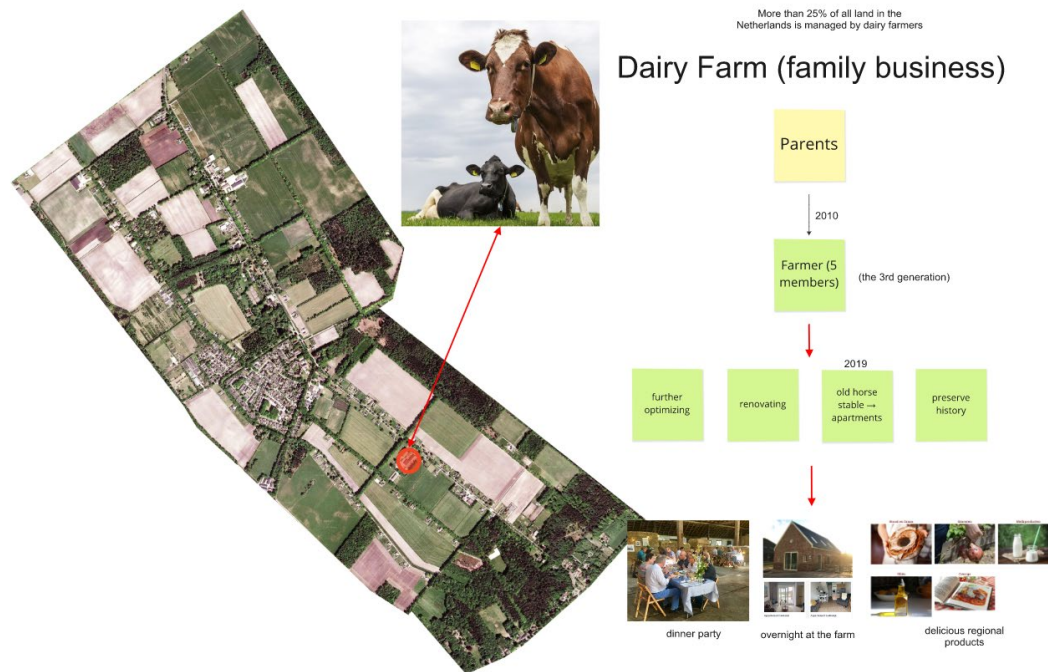 More than 25% of all land in the
Netherlands is managed by dairy farmers
Dairy Farm (family business)
Parents
2010
Farmer (5
members)
(the 3rd generation)
2019
further
optimizing
renovating
old horse
stable →
apartments
preserve
history
dinner party
overnight at the farm
delicious regional
products